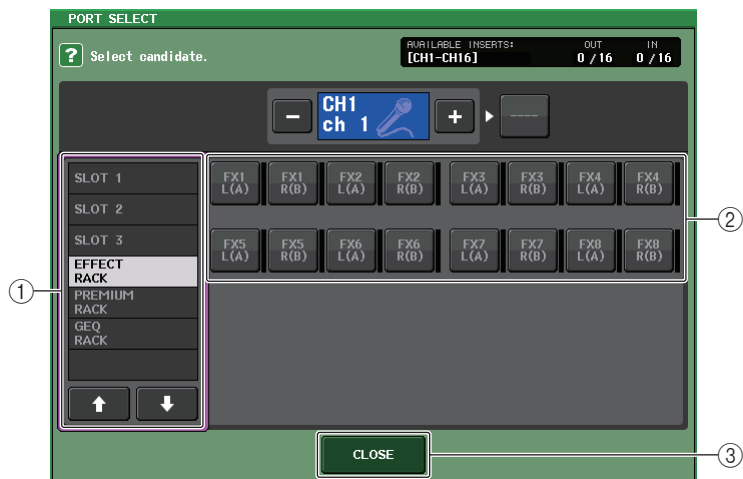 PORT SELECT
? Select candidate.
AVAILABLE INSERTS: OUT IN
[CH1-CH16] 0 /16 0 /16
CH1
ch 1
− + ----
SLOT 1
SLOT 2
SLOT 3
EFFECT
RACK
PREMIUM
RACK
GEQ
RACK
FX1 FX1 FX2 FX2 FX3 FX3 FX4 FX4
L(A) R(B) L(A) R(B) L(A) R(B) L(A) R(B)
FX5 FX5 FX6 FX6 FX7 FX7 FX8 FX8
L(A) R(B) L(A) R(B) L(A) R(B) L(A) R(B)
CLOSE
①
②
③